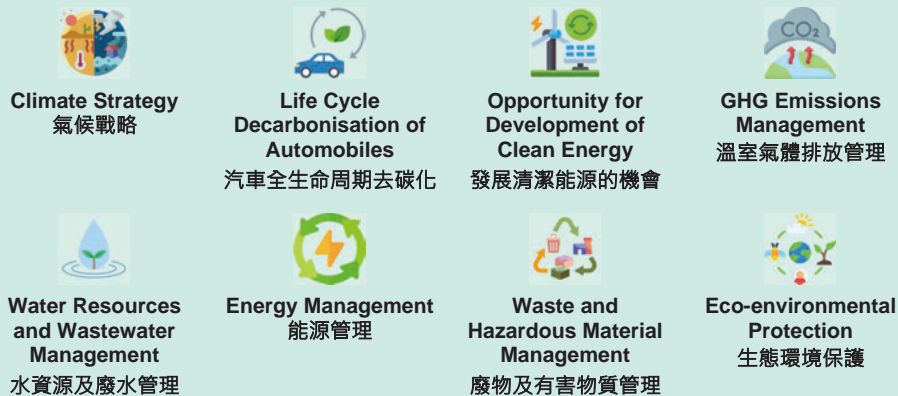 Climate Strategy
氣候戰略
Life Cycle
Decarbonisation of
Automobiles
汽車全生命周期去碳化
Opportunity for
Development of
Clean Energy
發展清潔能源的機會
CO₂
GHG Emissions
Management
溫室氣體排放管理
Water Resources
and Wastewater
Management
水資源及廢水管理
Energy Management
能源管理
Waste and
Hazardous Material
Management
廢物及有害物質管理
Eco-environmental
Protection
生態環境保護